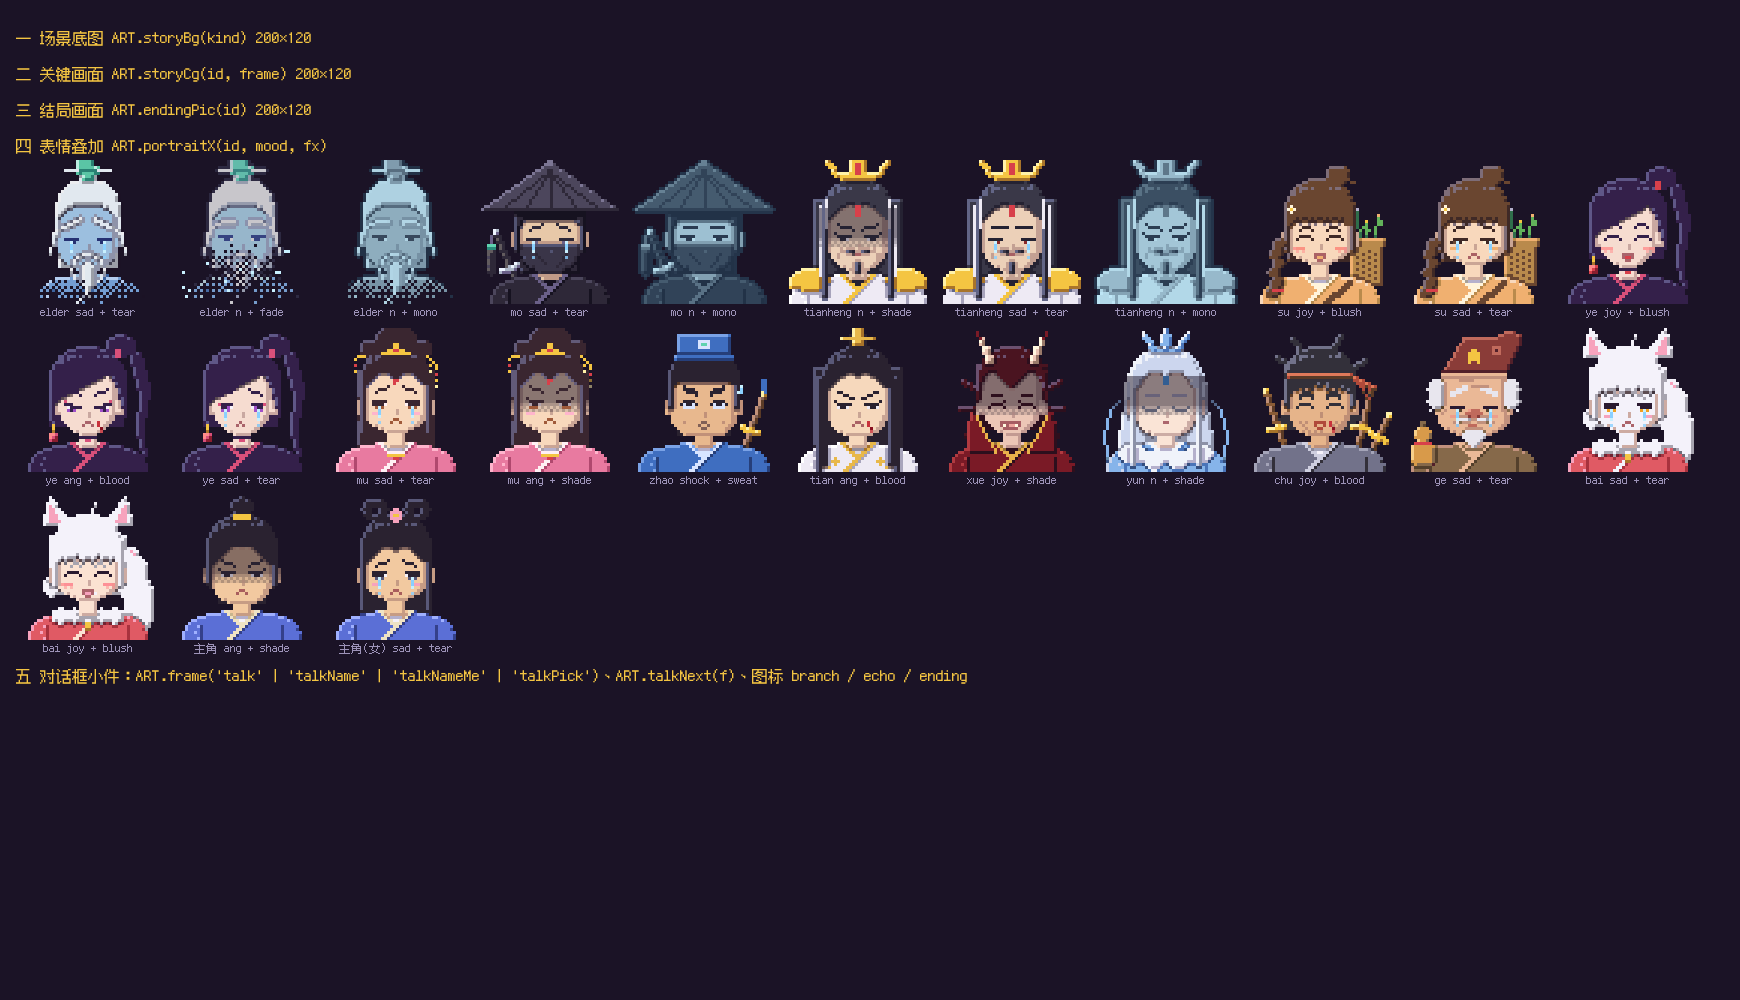 一 场景底图 ART.storyBg(kind) 200×120
二 关键画面 ART.storyCg(id, frame) 200×120
三 结局画面 ART.endingPic(id) 200×120
四 表情叠加 ART.portraitX(id, mood, fx)
elder sad + tear
elder n + fade
elder n + mono
mo sad + tear
mo n + mono
tianheng n + shade
tianheng sad + tear
tianheng n + mono
su joy + blush
su sad + tear
ye joy + blush
ye ang + blood
ye sad + tear
mu sad + tear
mu ang + shade
zhao shock + sweat
tian ang + blood
xue joy + shade
yun n + shade
chu joy + blood
ge sad + tear
bai sad + tear
bai joy + blush
主角 ang + shade
主角(女) sad + tear
五 对话框小件：ART.frame('talk' | 'talkName' | 'talkNameMe' | 'talkPick')、ART.talkNext(f)、图标 branch / echo / ending